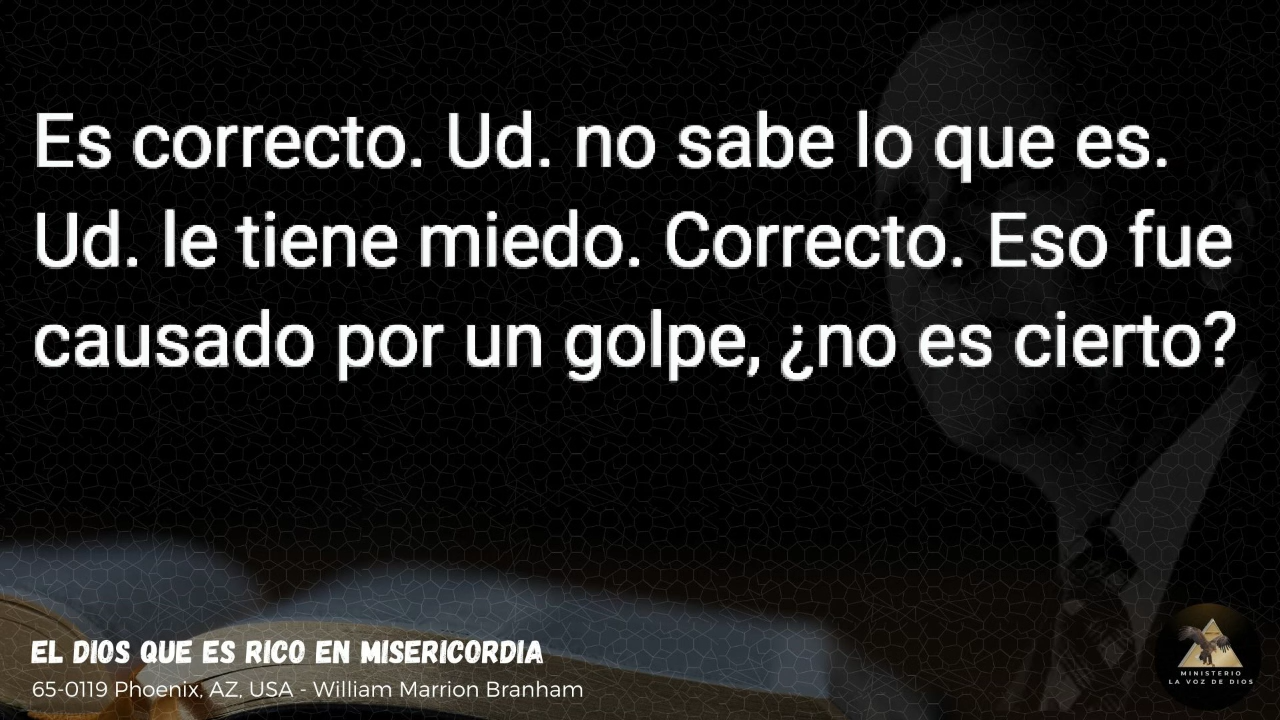 Es correcto. Ud. no sabe lo que es.
Ud. le tiene miedo. Correcto. Eso fue
causado por un golpe, ¿no es cierto?
EL DIOS QUE ES RICO EN MISERICORDIA
65-0119 Phoenix, AZ, USA - William Marrion Branham
MINISTERIO
LA VOZ DE DIOS